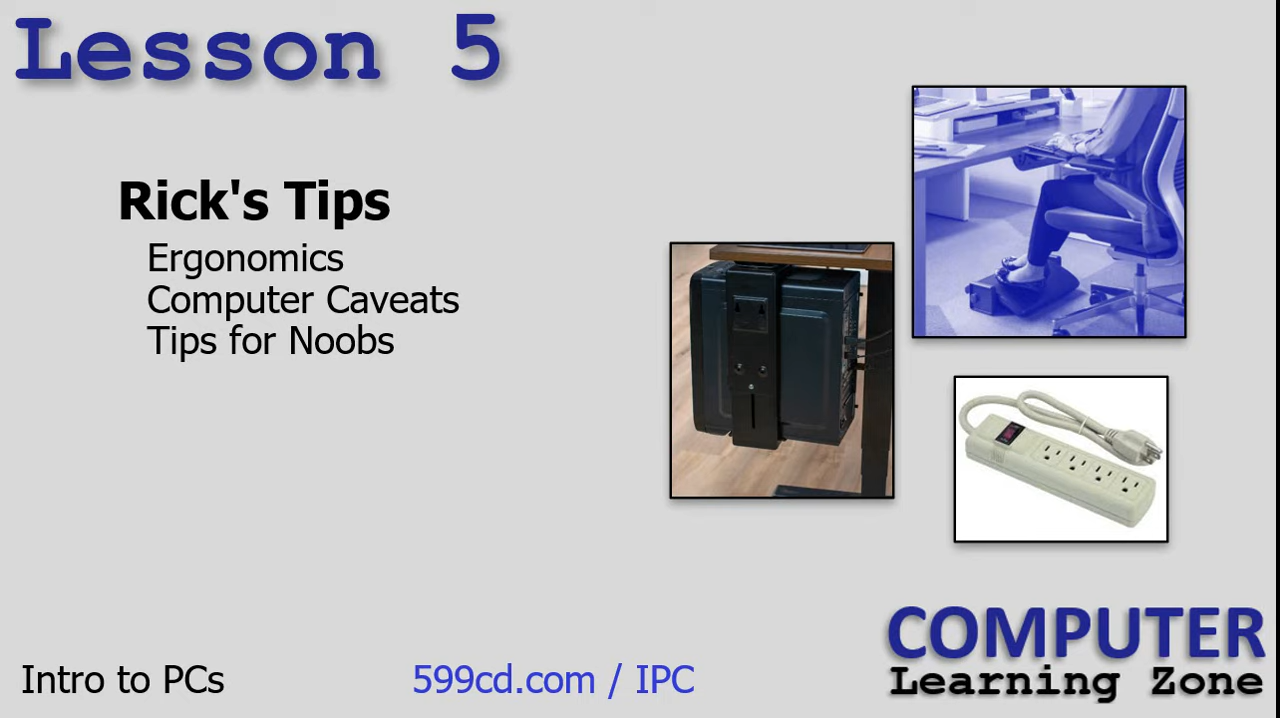 Lesson 5
Rick's Tips
Ergonomics
Computer Caveats
Tips for Noobs
Intro to PCs
599cd.com / IPC
COMPUTER
Learning Zone